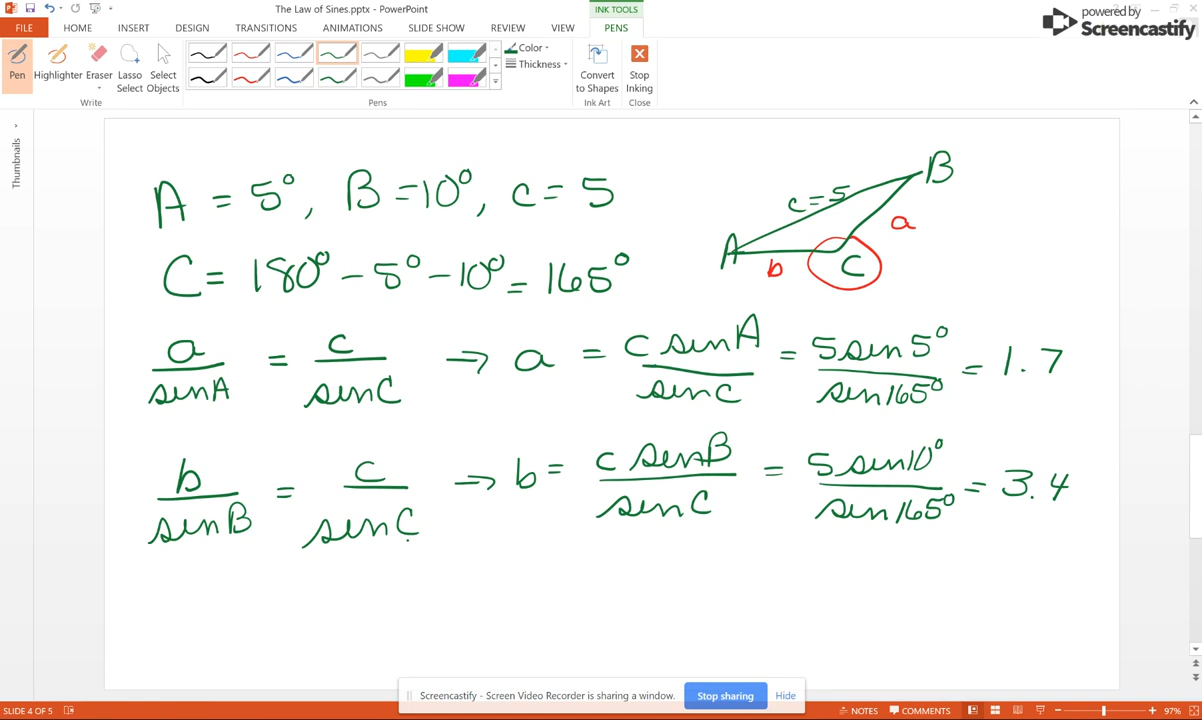 The Law of Sines.pptx - PowerPoint
INK TOOLS
powered by
Screencastify
FILE HOME INSERT DESIGN TRANSITIONS ANIMATIONS SLIDE SHOW REVIEW VIEW PENS
Pen Highlighter Eraser Lasso Select Select Objects
Color
Thickness
Convert to Shapes
Stop Inking
Write Pens Ink Art Close
Thumbnails
A = 5°, B = 10°, c = 5
C = 180° - 5° - 10° = 165°
B
c = 5
a
A
b
C
a/sinA = c/sinC → a = c sinA/sinC = 5sin5°/sin165° = 1.7
b/sinB = c/sinC → b = c sinB/sinC = 5sin10°/sin165° = 3.4
Screencastify - Screen Video Recorder is sharing a window. Stop sharing Hide
SLIDE 4 OF 5 NOTES COMMENTS 97%